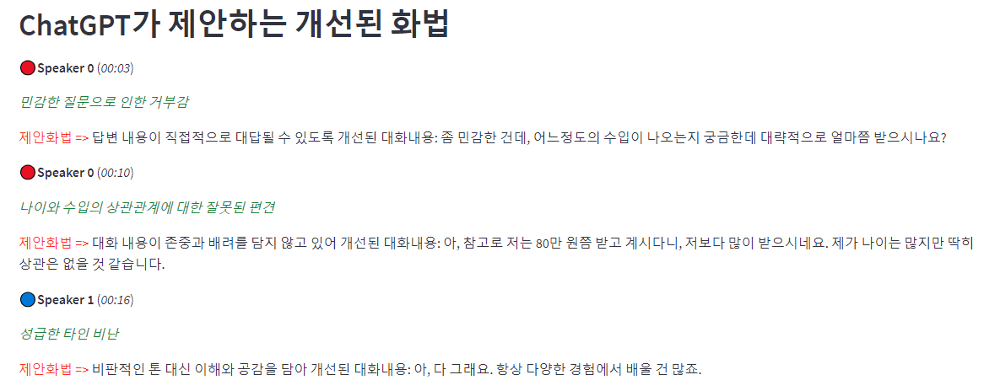 ChatGPT가 제안하는 개선된 화법
Speaker 0 (00:03)
민감한 질문으로 인한 거부감
제안화법 => 답변 내용이 직접적으로 대답될 수 있도록 개선된 대화내용: 좀 민감한 건데, 어느정도의 수입이 나오는지 궁금한데 대략적으로 얼마쯤 받으시나요?
Speaker 0 (00:10)
나이와 수입의 상관관계에 대한 잘못된 편견
제안화법 => 대화 내용이 존중과 배려를 담지 않고 있어 개선된 대화내용: 아, 참고로 저는 80만 원쯤 받고 계시다니, 저보다 많이 받으시네요. 제가 나이는 많지만 딱히
상관은 없을 것 같습니다.
Speaker 1 (00:16)
성급한 타인 비난
제안화법 => 비판적인 톤 대신 이해와 공감을 담아 개선된 대화내용: 아, 다 그래요. 항상 다양한 경험에서 배울 건 많죠.